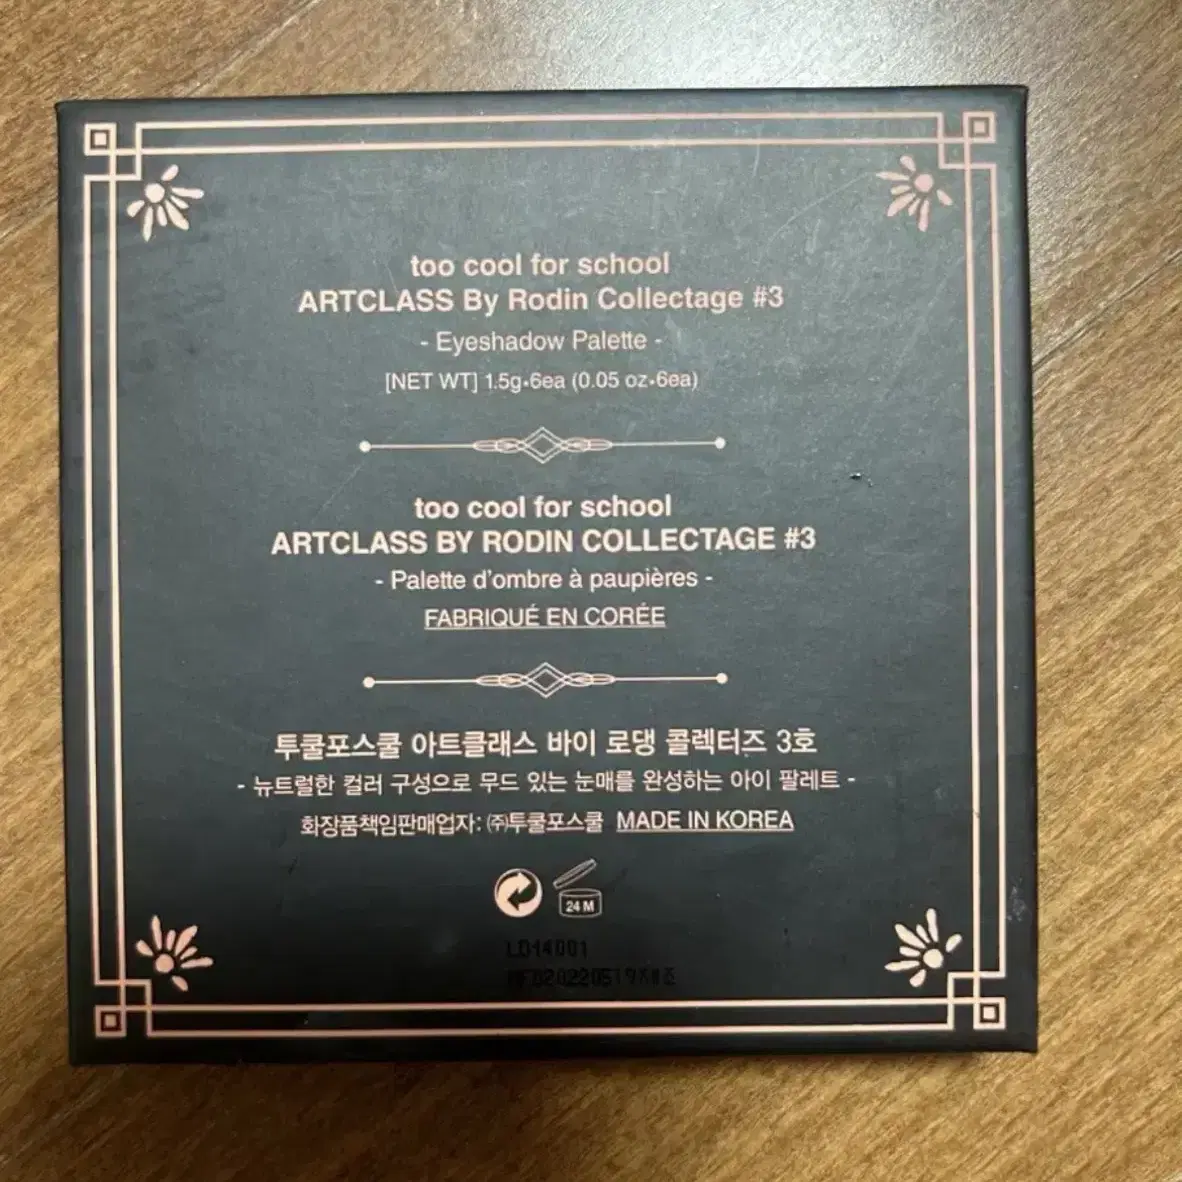 too cool for school
ARTCLASS By Rodin Collectage #3
- Eyeshadow Palette -
[NET WT] 1.5g•6ea (0.05 oz•6ea)
too cool for school
ARTCLASS BY RODIN COLLECTAGE #3
- Palette d'ombre à paupières -
FABRIQUÉ EN CORÉE
투쿨포스쿨 아트클래스 바이 로댕 콜렉터즈 3호
- 뉴트럴한 컬러 구성으로 무드 있는 눈매를 완성하는 아이 팔레트 -
화장품책임판매업자: ㈜투쿨포스쿨 MADE IN KOREA
24 M